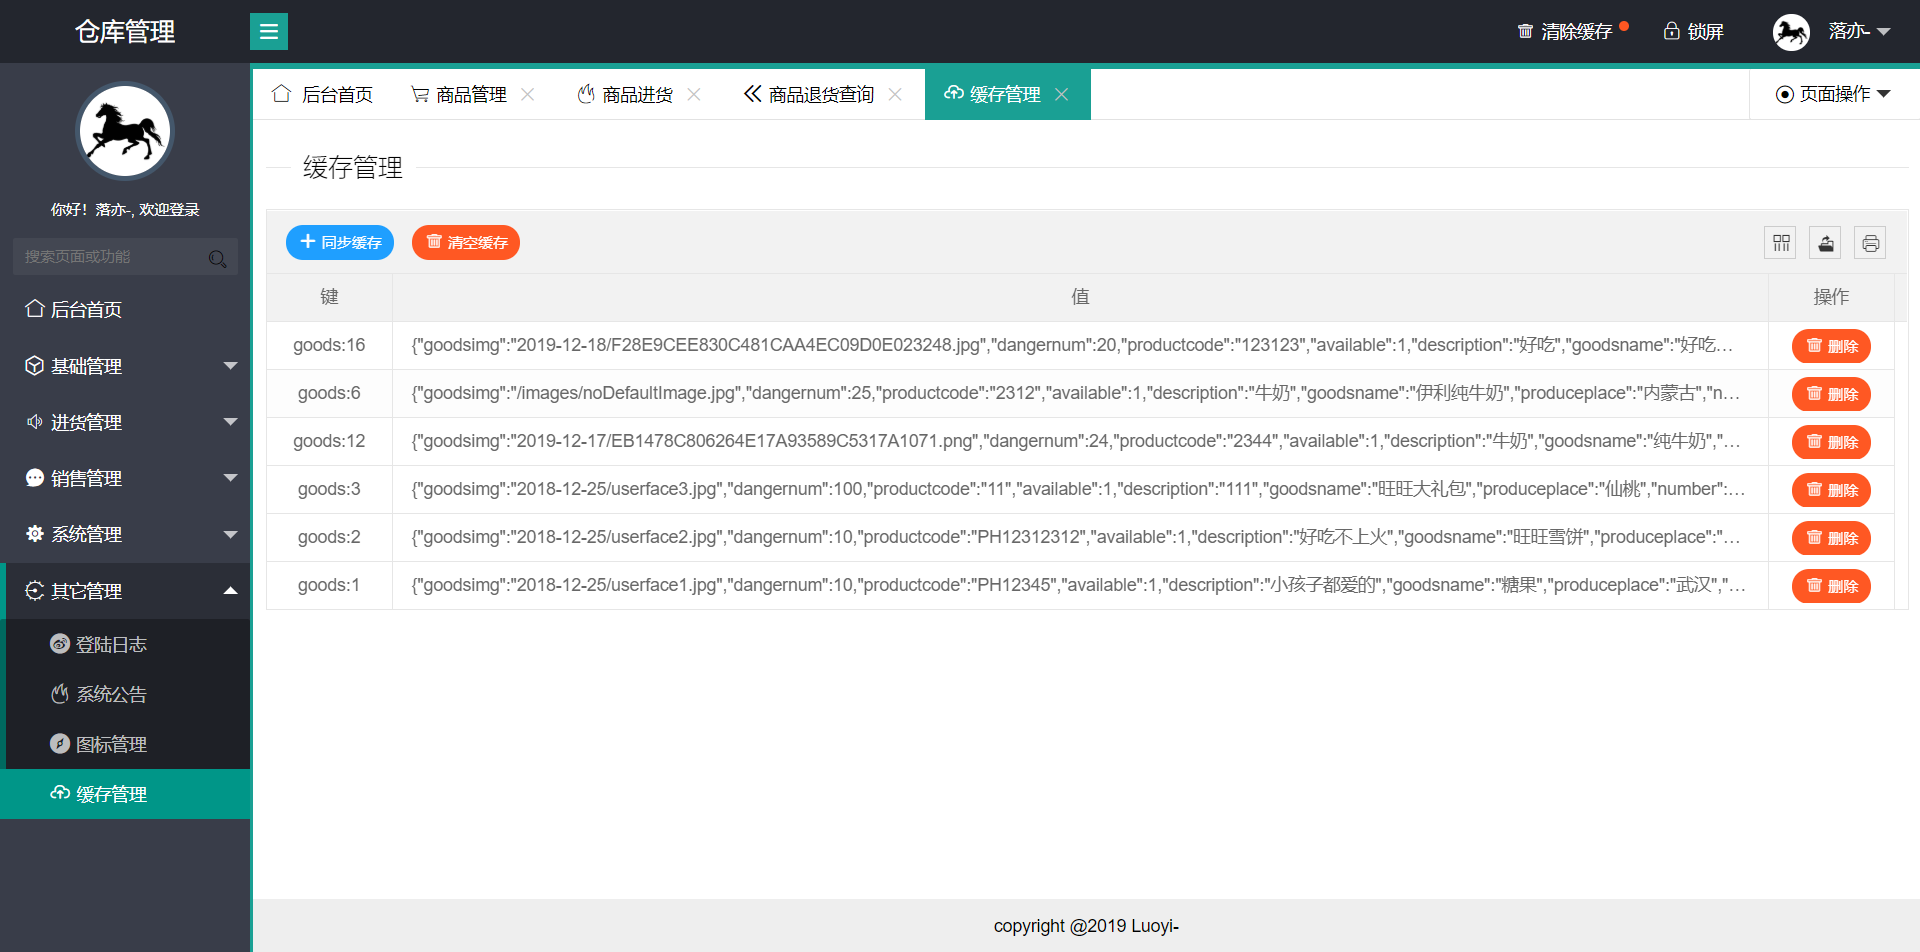 仓库管理
清除缓存
锁屏
落亦-
你好！落亦-, 欢迎登录
搜索页面或功能
后台首页
基础管理
进货管理
销售管理
系统管理
其它管理
登陆日志
系统公告
图标管理
缓存管理
后台首页
商品管理
商品进货
商品退货查询
缓存管理
页面操作
缓存管理
同步缓存
清空缓存
键 值 操作
goods:16 {"goodsimg":"2019-12-18/F28E9CEE830C481CAA4EC09D0E023248.jpg","dangernum":20,"productcode":"123123","available":1,"description":"好吃","goodsname":"好吃… 删除
goods:6 {"goodsimg":"/images/noDefaultImage.jpg","dangernum":25,"productcode":"2312","available":1,"description":"牛奶","goodsname":"伊利纯牛奶","produceplace":"内蒙古","n… 删除
goods:12 {"goodsimg":"2019-12-17/EB1478C806264E17A93589C5317A1071.png","dangernum":24,"productcode":"2344","available":1,"description":"牛奶","goodsname":"纯牛奶","… 删除
goods:3 {"goodsimg":"2018-12-25/userface3.jpg","dangernum":100,"productcode":"11","available":1,"description":"111","goodsname":"旺旺大礼包","produceplace":"仙桃","number":… 删除
goods:2 {"goodsimg":"2018-12-25/userface2.jpg","dangernum":10,"productcode":"PH12312312","available":1,"description":"好吃不上火","goodsname":"旺旺雪饼","produceplace":"… 删除
goods:1 {"goodsimg":"2018-12-25/userface1.jpg","dangernum":10,"productcode":"PH12345","available":1,"description":"小孩子都爱的","goodsname":"糖果","produceplace":"武汉","… 删除
copyright @2019 Luoyi-